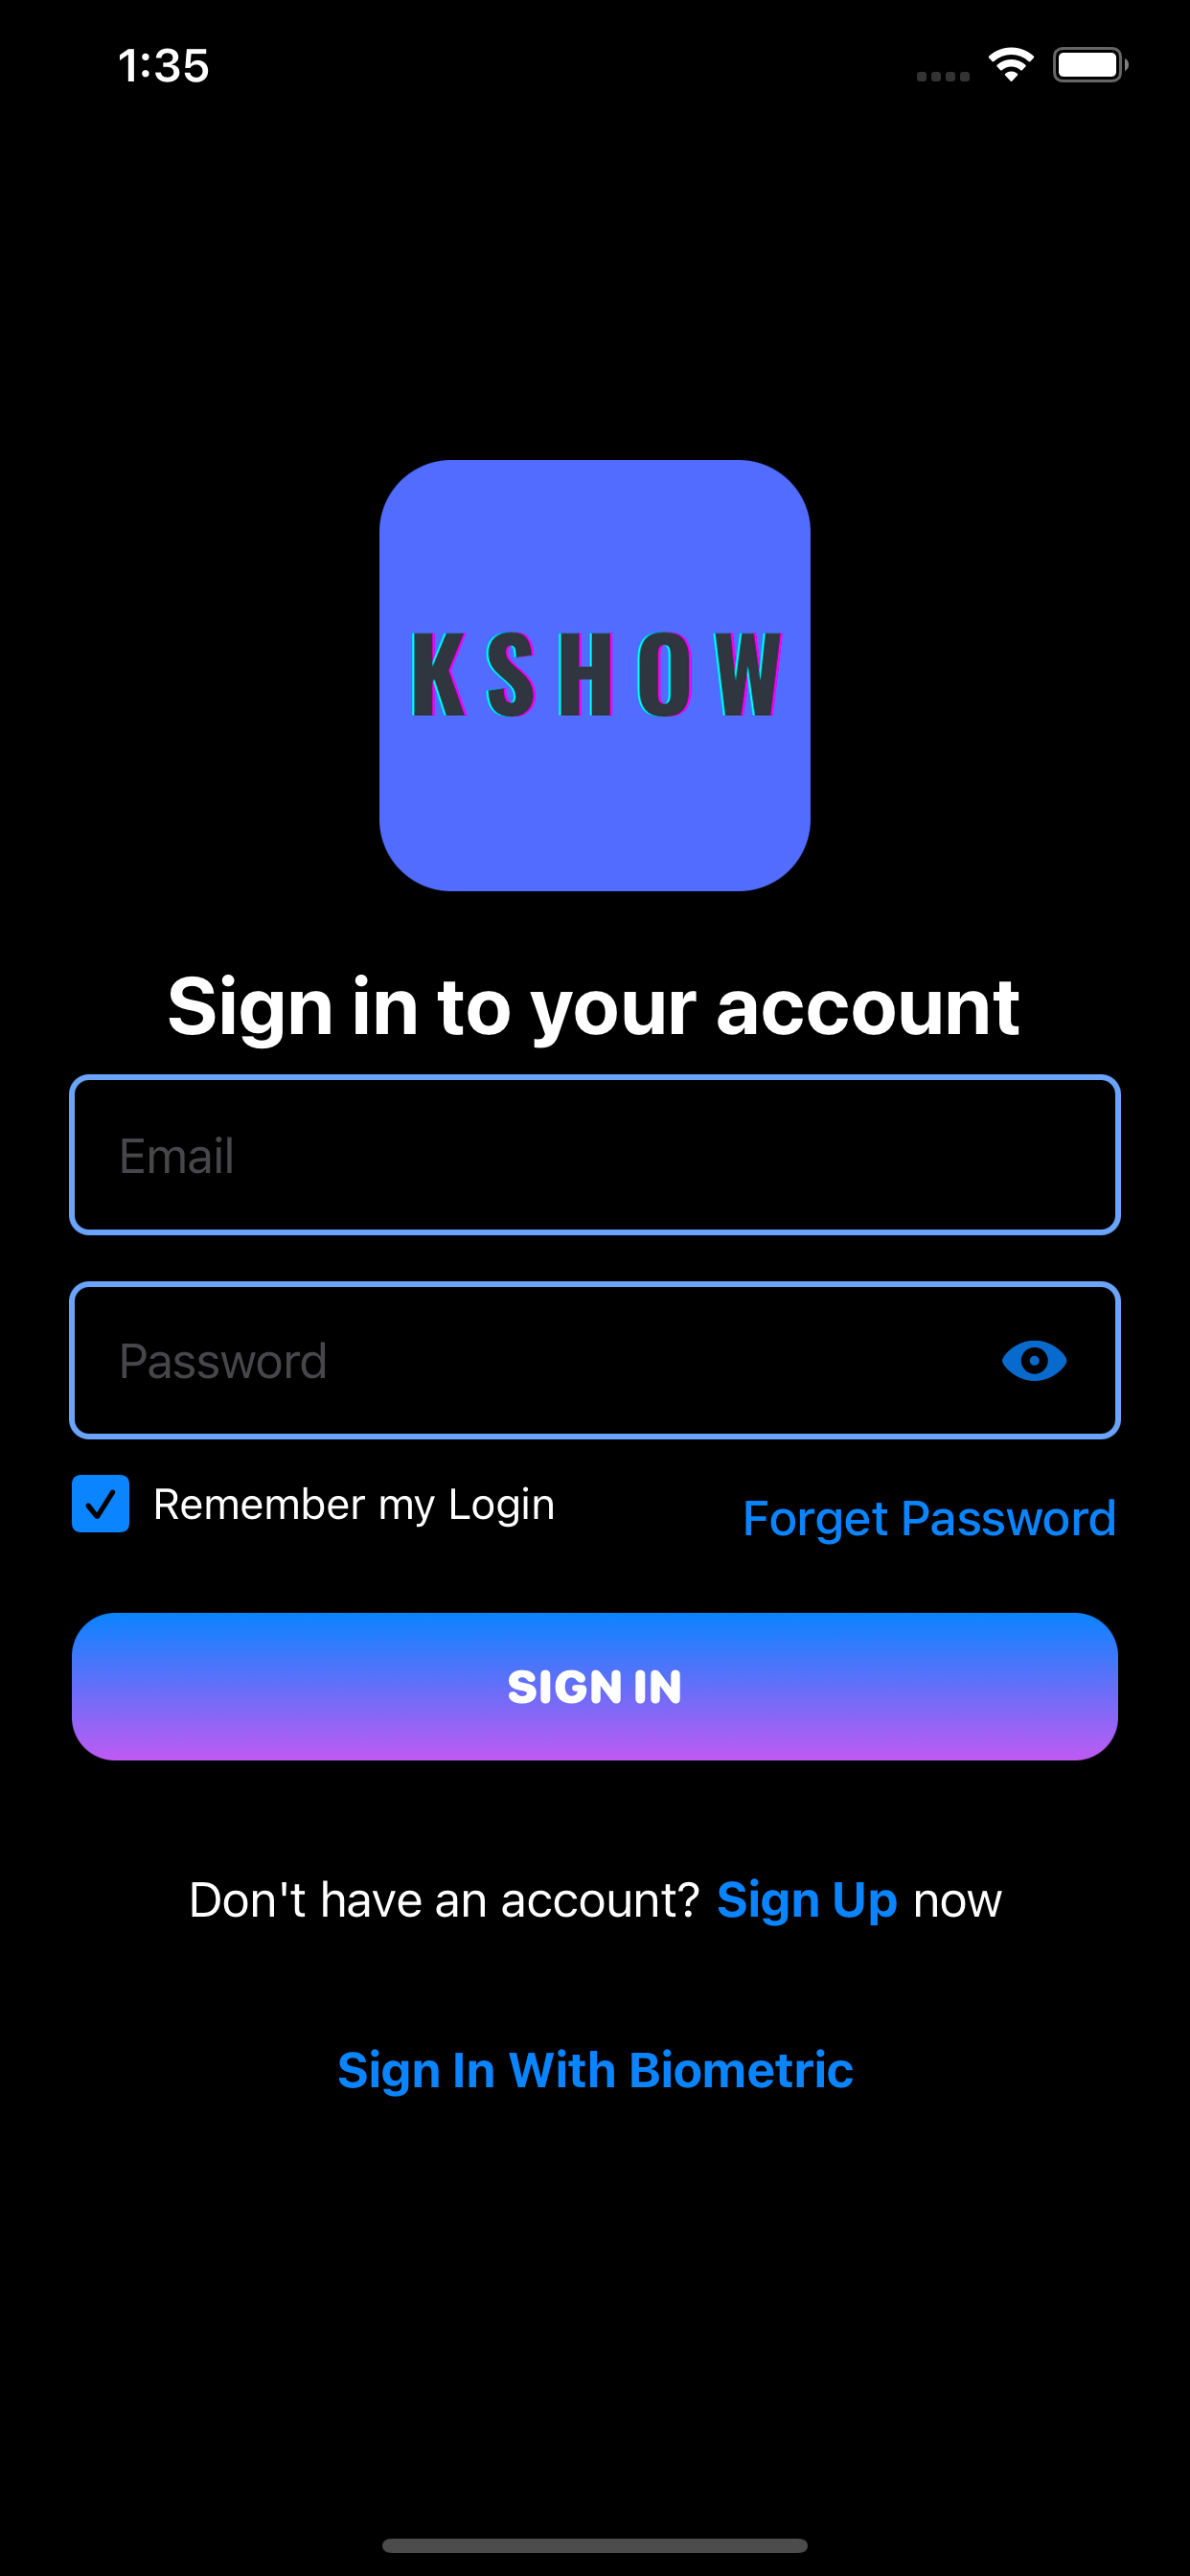 1:35
KSHOW
Sign in to your account
Email
Password
Remember my Login
Forget Password
SIGN IN
Don't have an account? Sign Up now
Sign In With Biometric